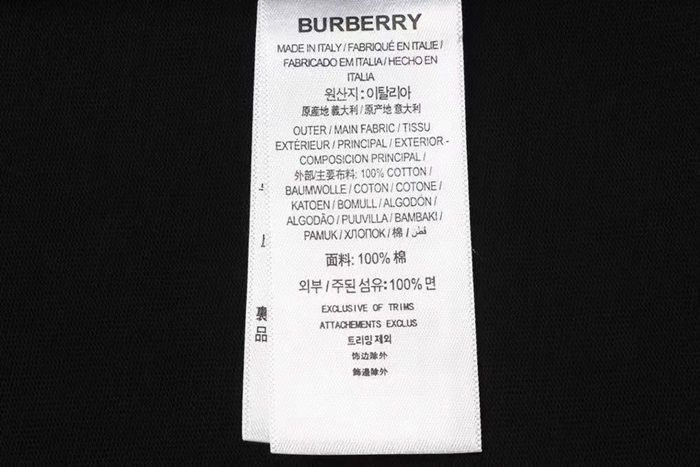 BURBERRY
MADE IN ITALY / FABRIQUÉ EN ITALIE /
FABRICADO EM ITALIA / HECHO EN
ITALIA
원산지 : 이탈리아
原産地 義大利 / 原产地 意大利
OUTER / MAIN FABRIC / TISSU
EXTÉRIEUR / PRINCIPAL / EXTERIOR -
COMPOSICION PRINCIPAL /
外部/主要布料: 100% COTTON /
BAUMWOLLE / COTON / COTONE /
KATOEN / BOMULL / ALGODÓN /
ALGODÃO / PUUVILLA / BAMBAKI /
PAMUK / ХЛОПОК / 棉 / قطن
面料: 100% 棉
외부 / 주된 섬유: 100% 면
EXCLUSIVE OF TRIMS
ATTACHEMENTS EXCLUS
트리밍 제외
饰边除外
飾邊除外
裏
品